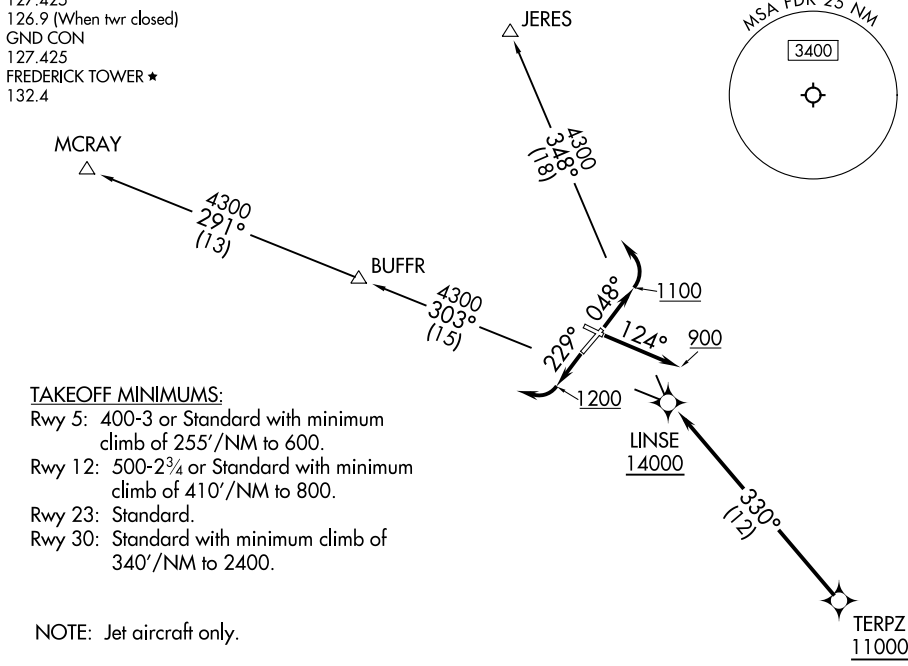 127.425
126.9 (When twr closed)
GND CON
127.425
FREDERICK TOWER ★
132.4
MSA FDK 25 NM
3400
JERES
4300
348°
(18)
MCRAY
4300
291°
(13)
BUFFR
4300
303°
(15)
048°
1100
124°
900
229°
1200
LINSE
14000
330°
(12)
TERPZ
11000
TAKEOFF MINIMUMS:
Rwy 5: 400-3 or Standard with minimum
climb of 255'/NM to 600.
Rwy 12: 500-2¾ or Standard with minimum
climb of 410'/NM to 800.
Rwy 23: Standard.
Rwy 30: Standard with minimum climb of
340'/NM to 2400.
NOTE: Jet aircraft only.